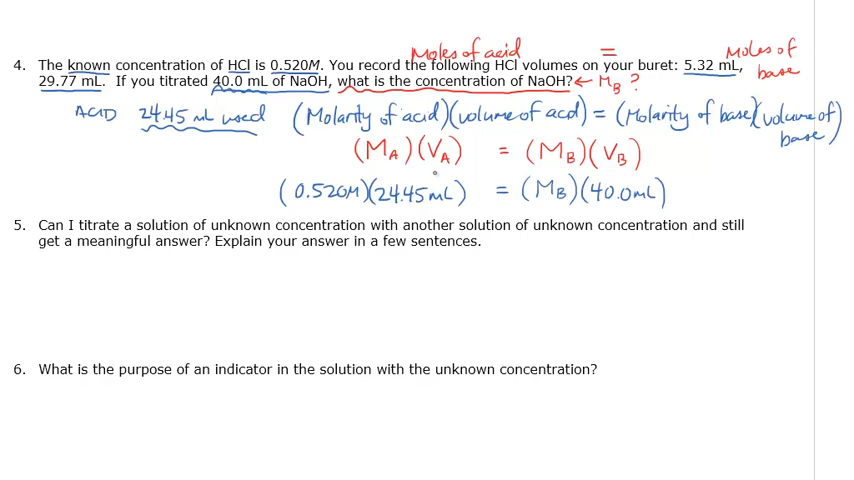 Moles of acid = Moles of base
4. The known concentration of HCl is 0.520M. You record the following HCl volumes on your buret: 5.32 mL,
29.77 mL. If you titrated 40.0 mL of NaOH, what is the concentration of NaOH? ← MB ?
ACID 24.45 mL used (Molarity of acid)(volume of acid) = (Molarity of base)(volume of base)
(MA)(VA) = (MB)(VB)
(0.520M)(24.45mL) = (MB)(40.0mL)
5. Can I titrate a solution of unknown concentration with another solution of unknown concentration and still
get a meaningful answer? Explain your answer in a few sentences.
6. What is the purpose of an indicator in the solution with the unknown concentration?